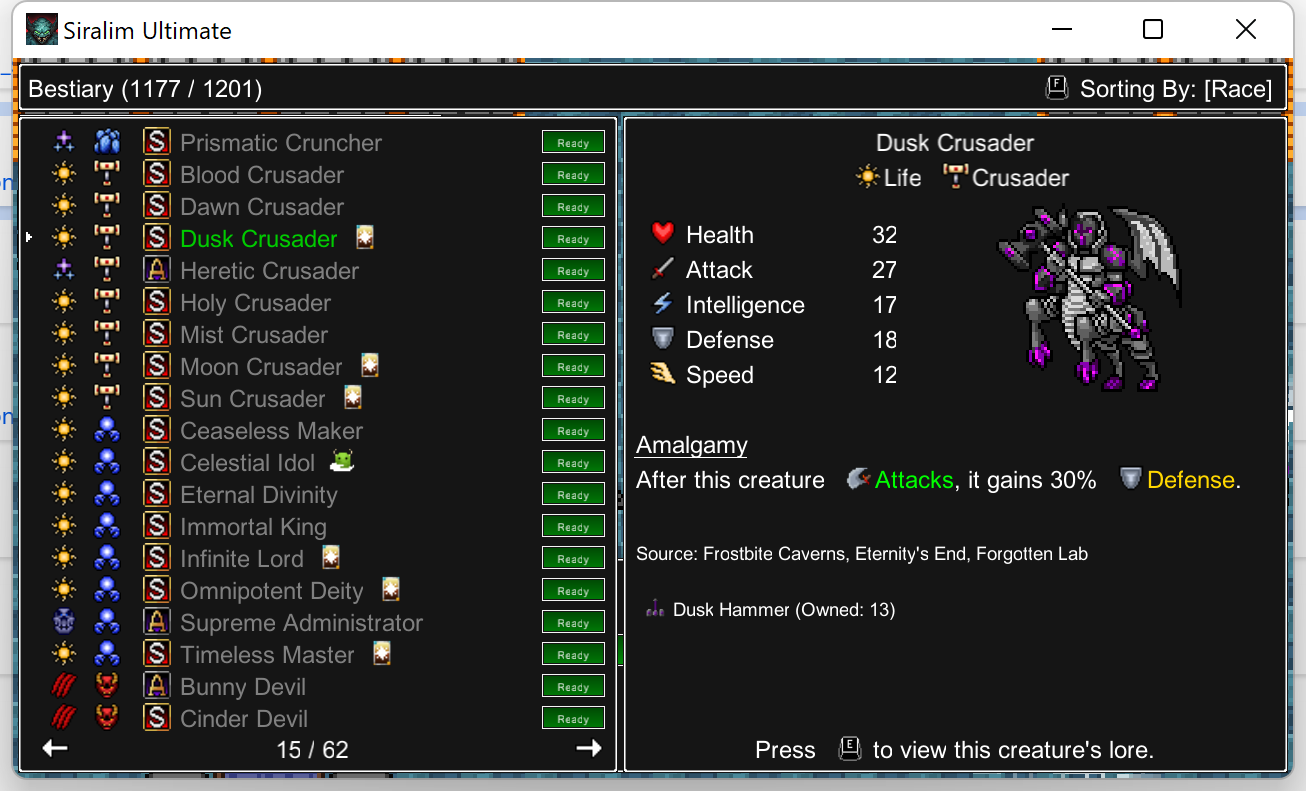 Siralim Ultimate
Bestiary (1177 / 1201)
F Sorting By: [Race]
S Prismatic Cruncher Ready
S Blood Crusader Ready
S Dawn Crusader Ready
S Dusk Crusader Ready
A Heretic Crusader Ready
S Holy Crusader Ready
S Mist Crusader Ready
S Moon Crusader Ready
S Sun Crusader Ready
S Ceaseless Maker Ready
S Celestial Idol Ready
S Eternal Divinity Ready
S Immortal King Ready
S Infinite Lord Ready
S Omnipotent Deity Ready
A Supreme Administrator Ready
S Timeless Master Ready
A Bunny Devil Ready
S Cinder Devil Ready
15 / 62
Dusk Crusader
Life Crusader
Health 32
Attack 27
Intelligence 17
Defense 18
Speed 12
Amalgamy
After this creature Attacks, it gains 30% Defense.
Source: Frostbite Caverns, Eternity's End, Forgotten Lab
Dusk Hammer (Owned: 13)
Press E to view this creature's lore.